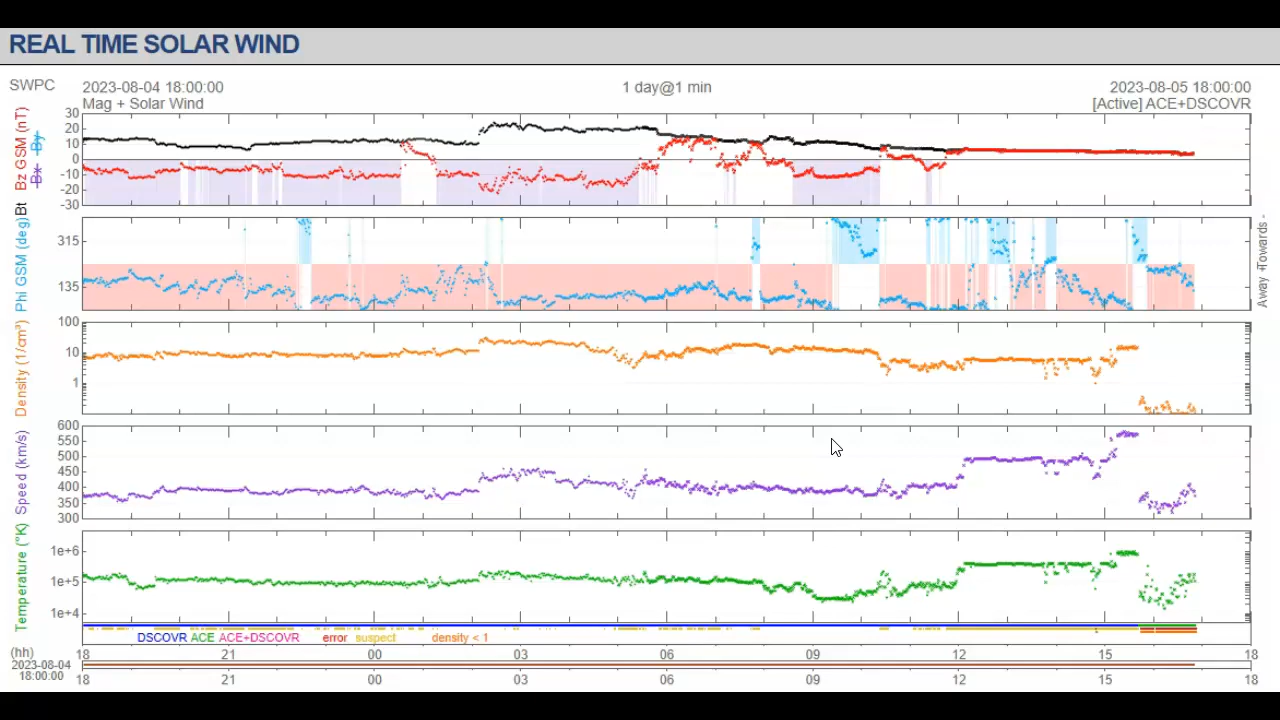 REAL TIME SOLAR WIND
SWPC
2023-08-04 18:00:00 1 day@1 min 2023-08-05 18:00:00
Mag + Solar Wind [Active] ACE+DSCOVR
Bt Bz GSM (nT)
Bx By
30
20
10
0
-10
-20
-30
Phi GSM (deg)
315
135
Away + Towards -
Density (1/cm³)
100
10
1
Speed (km/s)
600
550
500
450
400
350
300
Temperature (°K)
1e+6
1e+5
1e+4
DSCOVR ACE ACE+DSCOVR error suspect density < 1
(hh) 18 21 00 03 06 09 12 15 18
2023-08-04
18:00:00
18 21 00 03 06 09 12 15 18